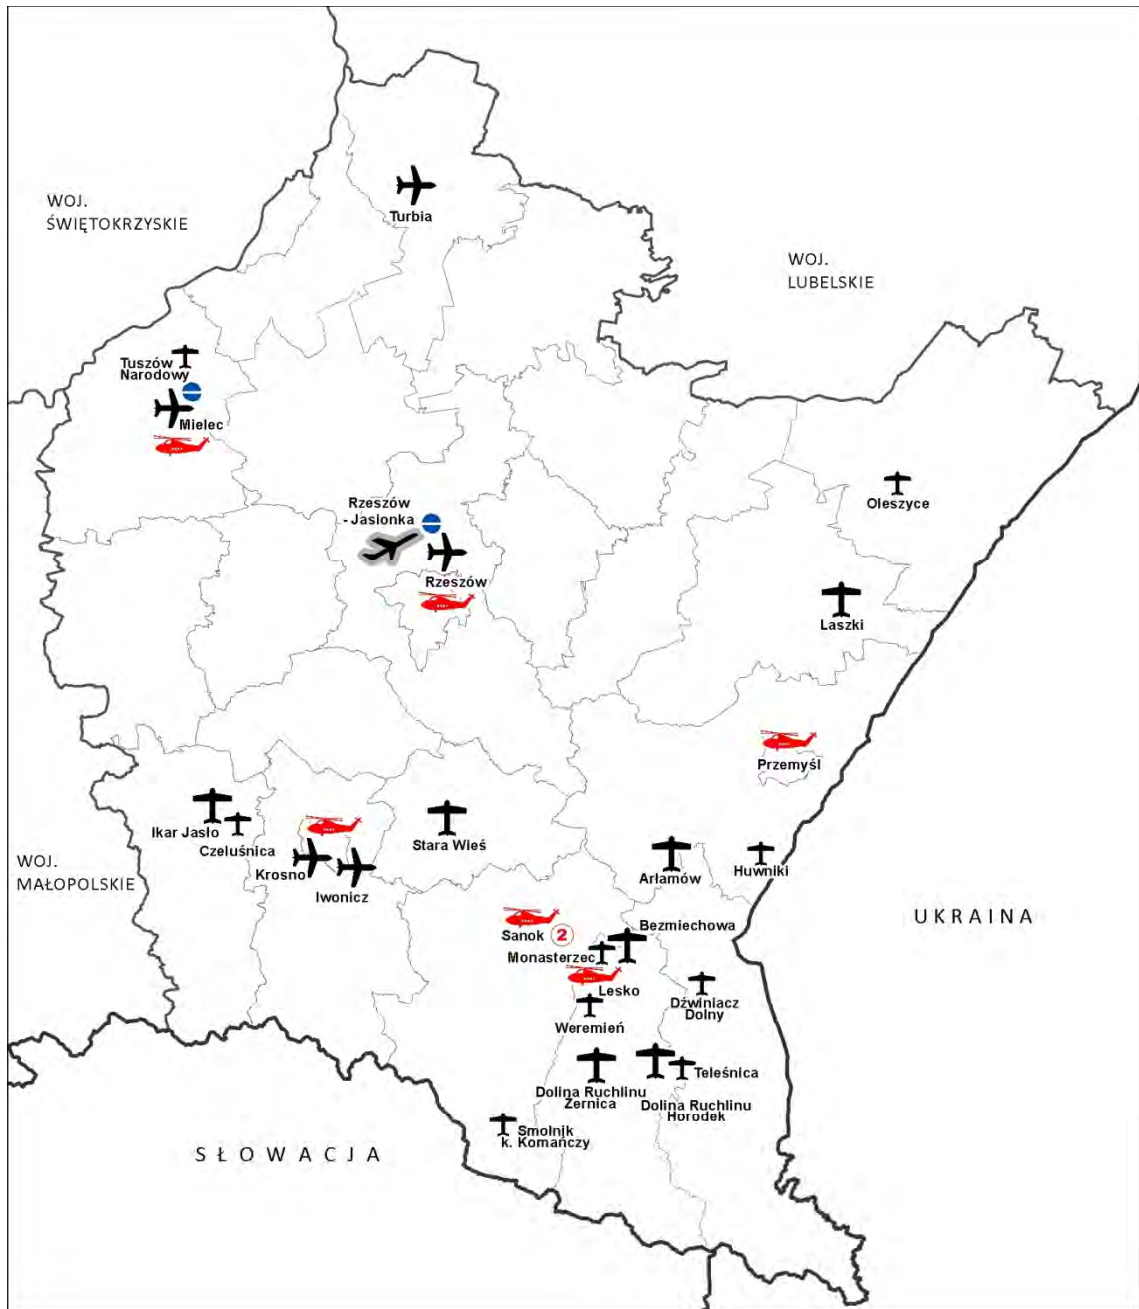 Turbia
WOJ.
ŚWIĘTOKRZYSKIE
WOJ.
LUBELSKIE
Tuszów
Narodowy
Mielec
Oleszyce
Rzeszów
-Jasionka
Rzeszów
Laszki
Przemyśl
Ikar Jasło
Czeluśnica
Stara Wieś
Krosno
Iwonicz
WOJ.
MAŁOPOLSKIE
Arłamów
Huwniki
UKRAINA
Bezmiechowa
Sanok 2
Monasterzec
Lesko
Dźwiniacz
Dolny
Weremień
Teleśnica
Dolina Ruchlinu
Żernica
Dolina Ruchlinu
Horodek
Smolnik
k. Komańczy
SŁOWACJA